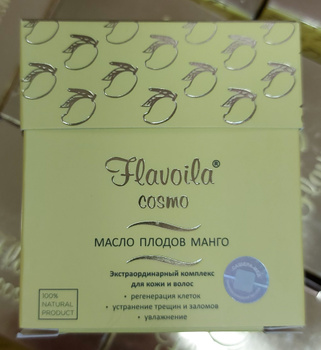 Flavoila®
cosmo
МАСЛО ПЛОДОВ МАНГО
Экстраординарный комплекс
для кожи и волос
• регенерация клеток
• устранение трещин и заломов
• увлажнение
100%
NATURAL
PRODUCT